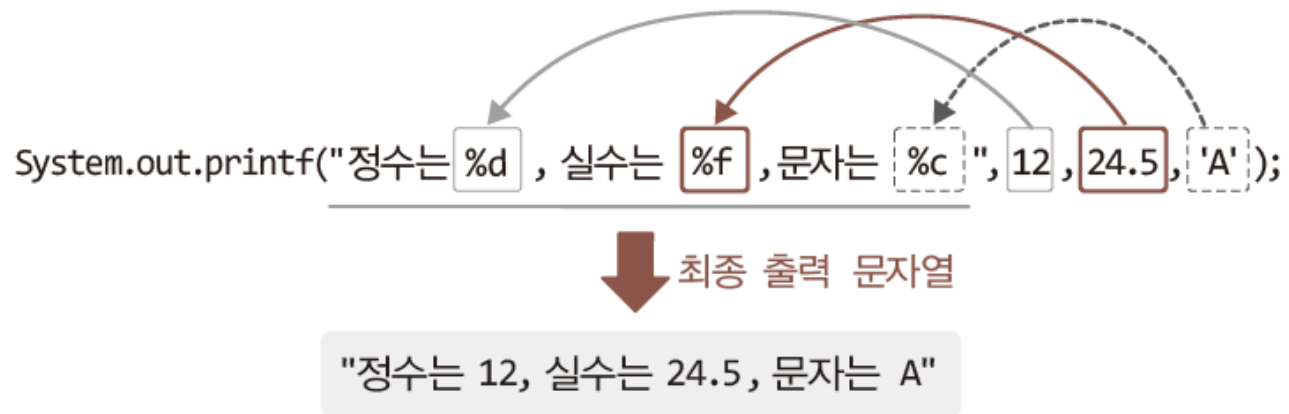 System.out.printf("정수는 %d , 실수는 %f ,문자는 %c ", 12 , 24.5 , 'A' );
최종 출력 문자열
"정수는 12, 실수는 24.5, 문자는 A"